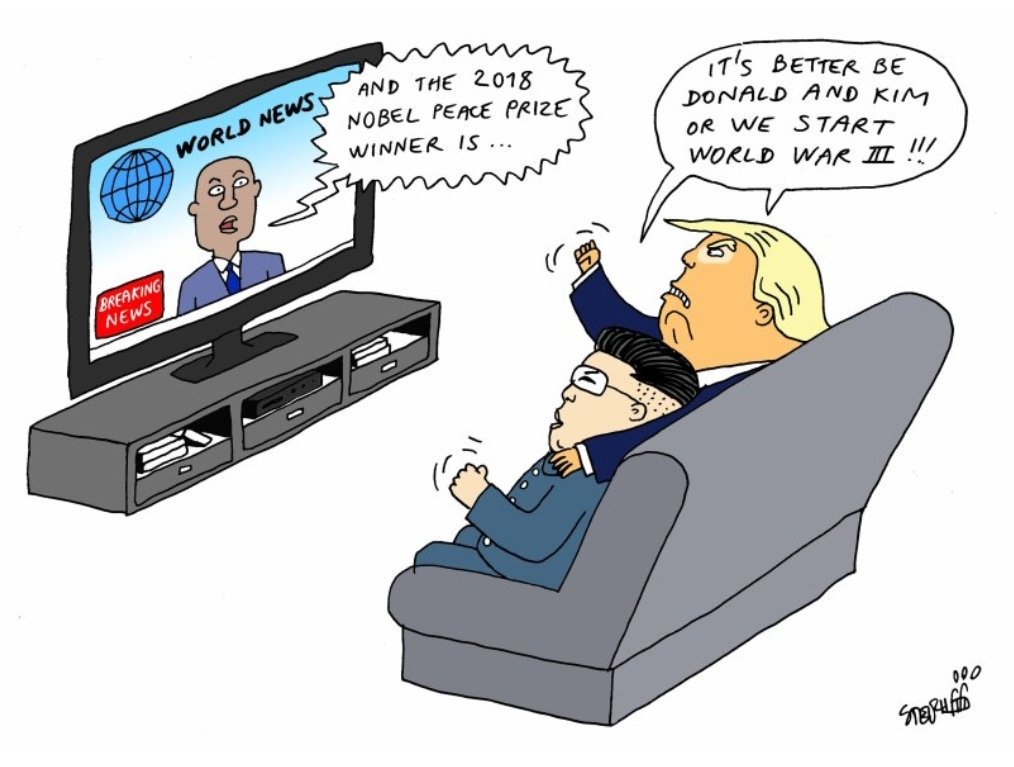 WORLD NEWS
BREAKING
NEWS
AND THE 2018
NOBEL PEACE PRIZE
WINNER IS ...
IT'S BETTER BE
DONALD AND KIM
OR WE START
WORLD WAR III !!!